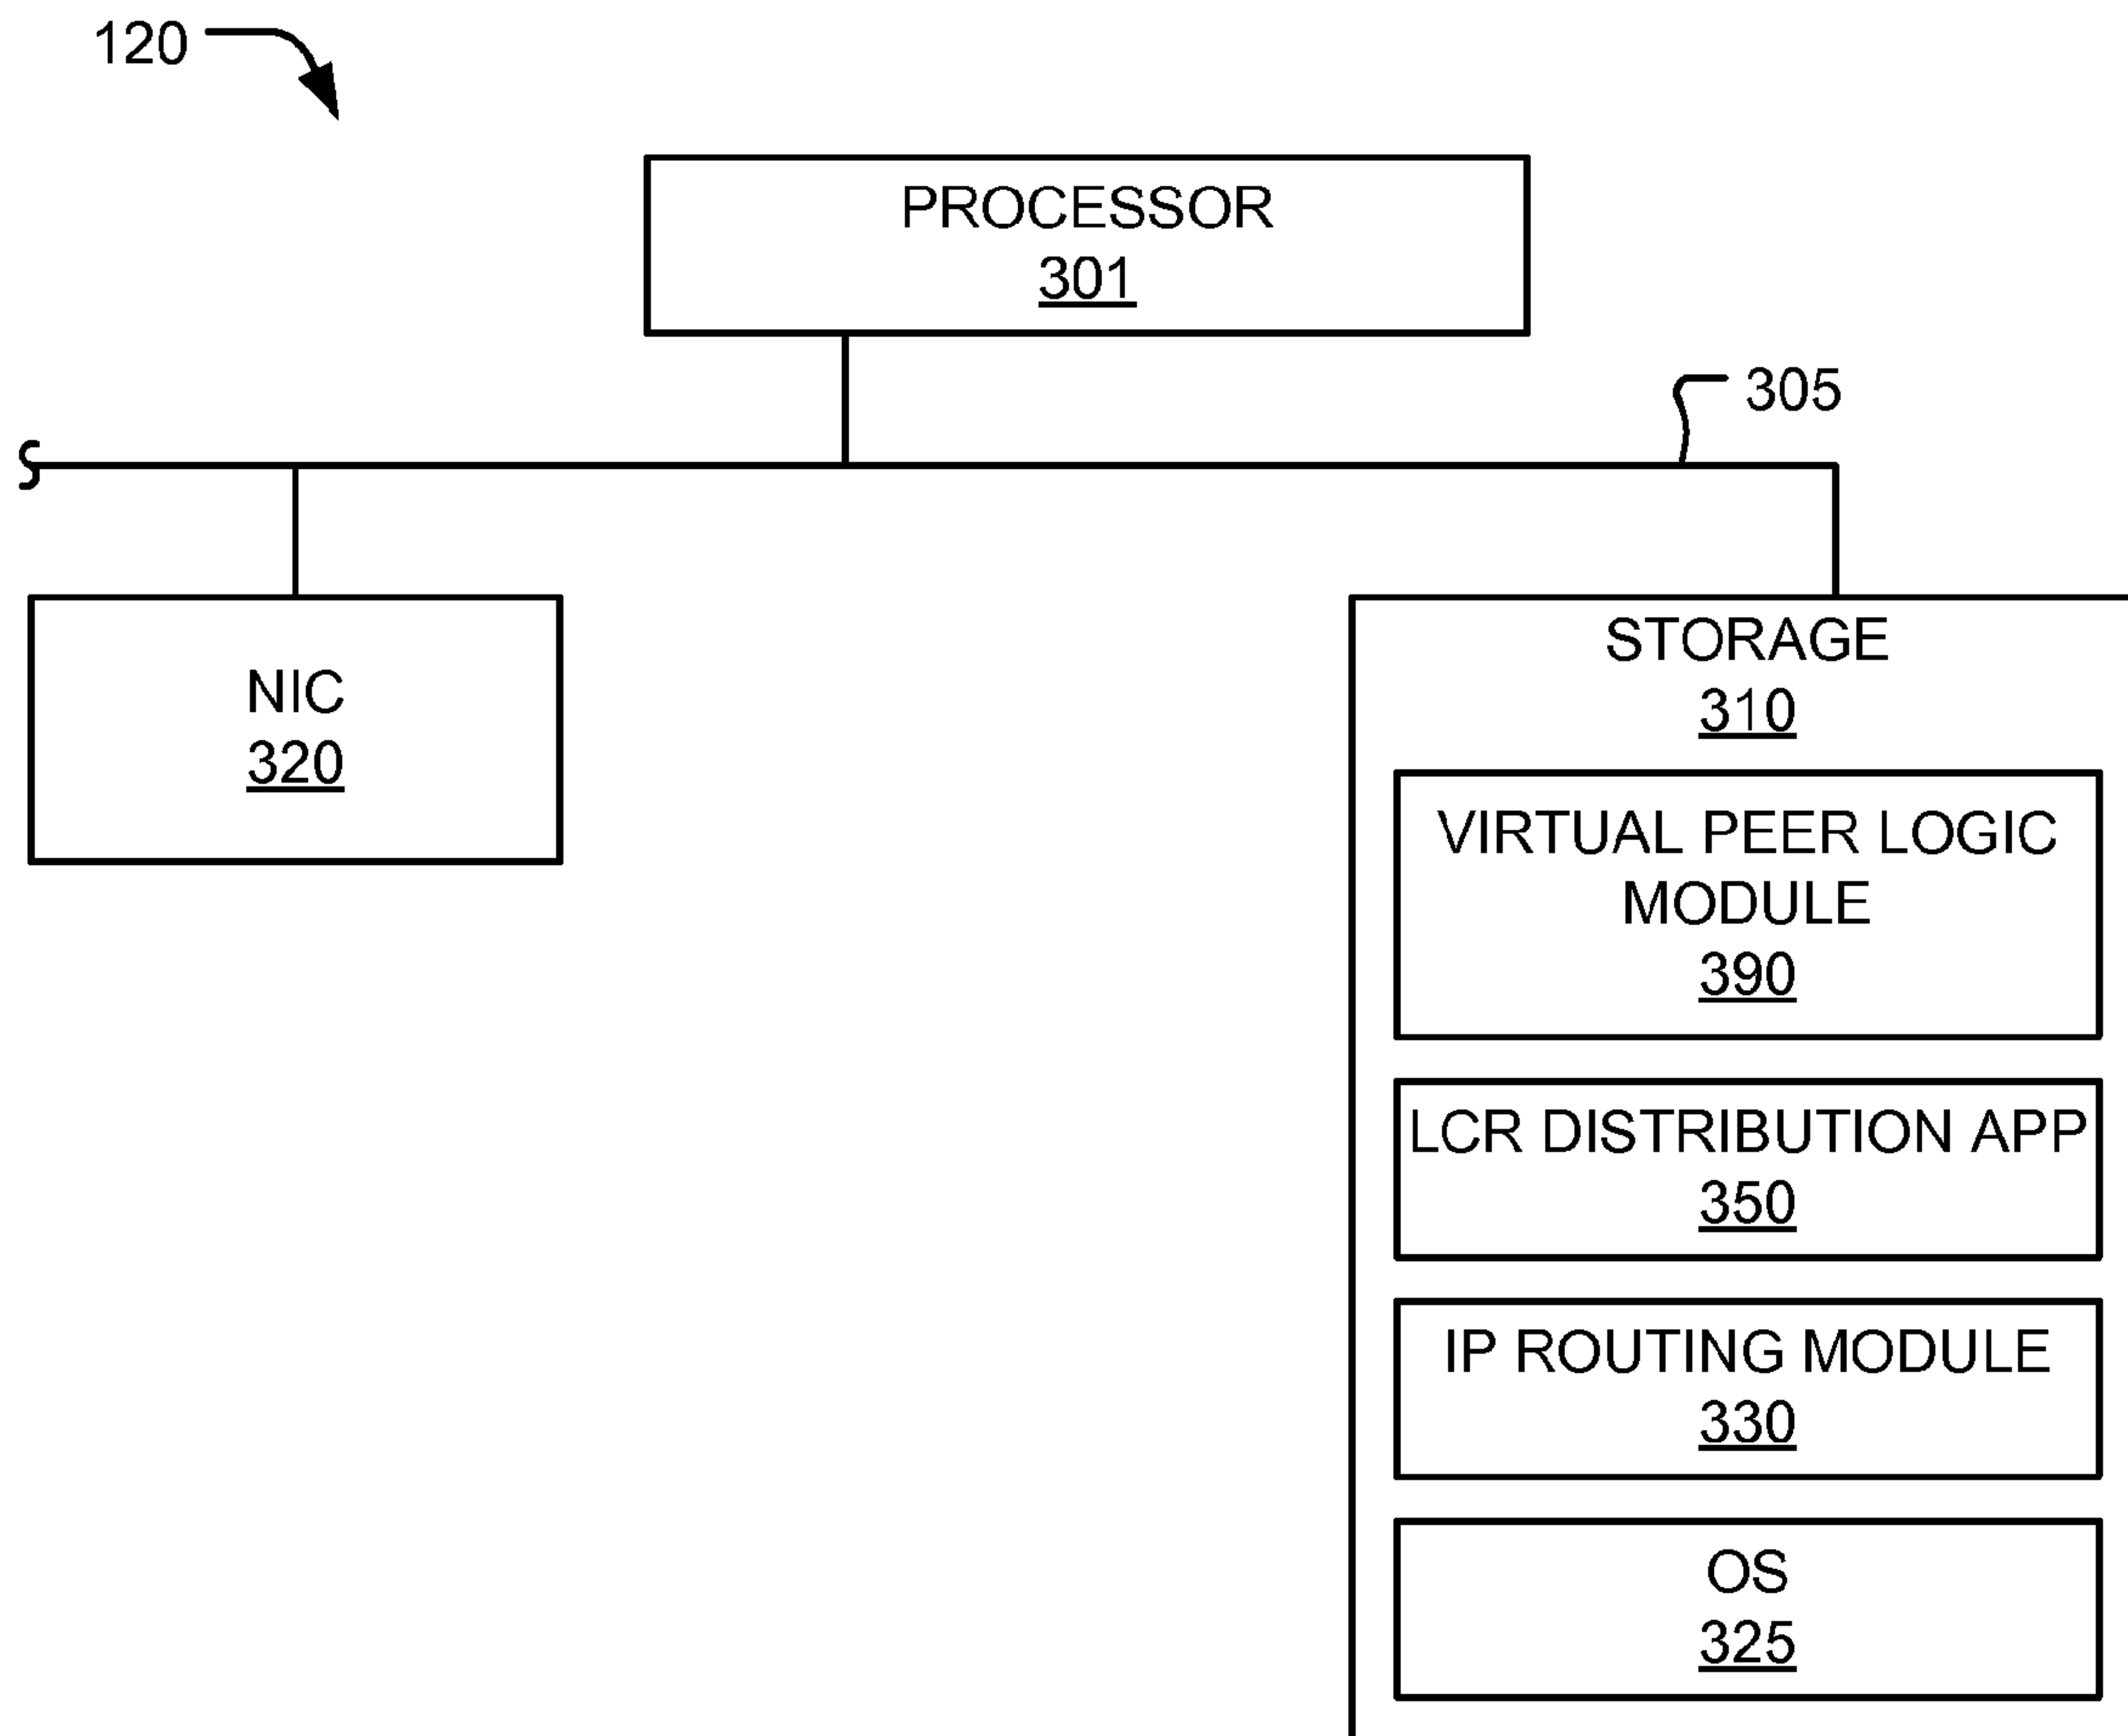 120
PROCESSOR
301
305
NIC
320
STORAGE
310
VIRTUAL PEER LOGIC
MODULE
390
LCR DISTRIBUTION APP
350
IP ROUTING MODULE
330
OS
325